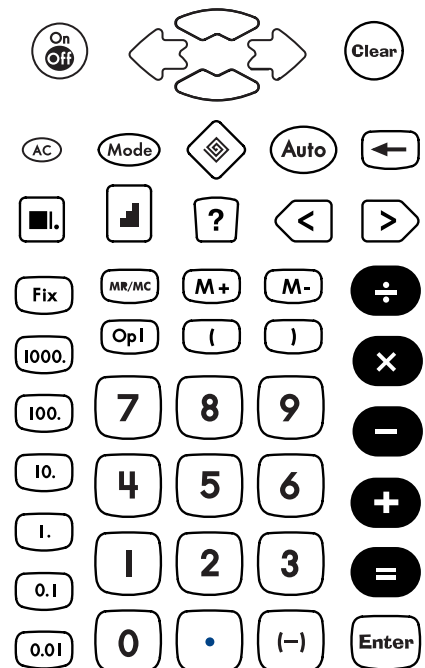 On
Off
Clear
AC
Mode
Auto
?
<
>
Fix
MR/MC
M+
M-
÷
1000.
Op1
(
)
×
100.
7
8
9
−
10.
4
5
6
+
1.
1
2
3
=
0.1
0.01
0
.
(−)
Enter